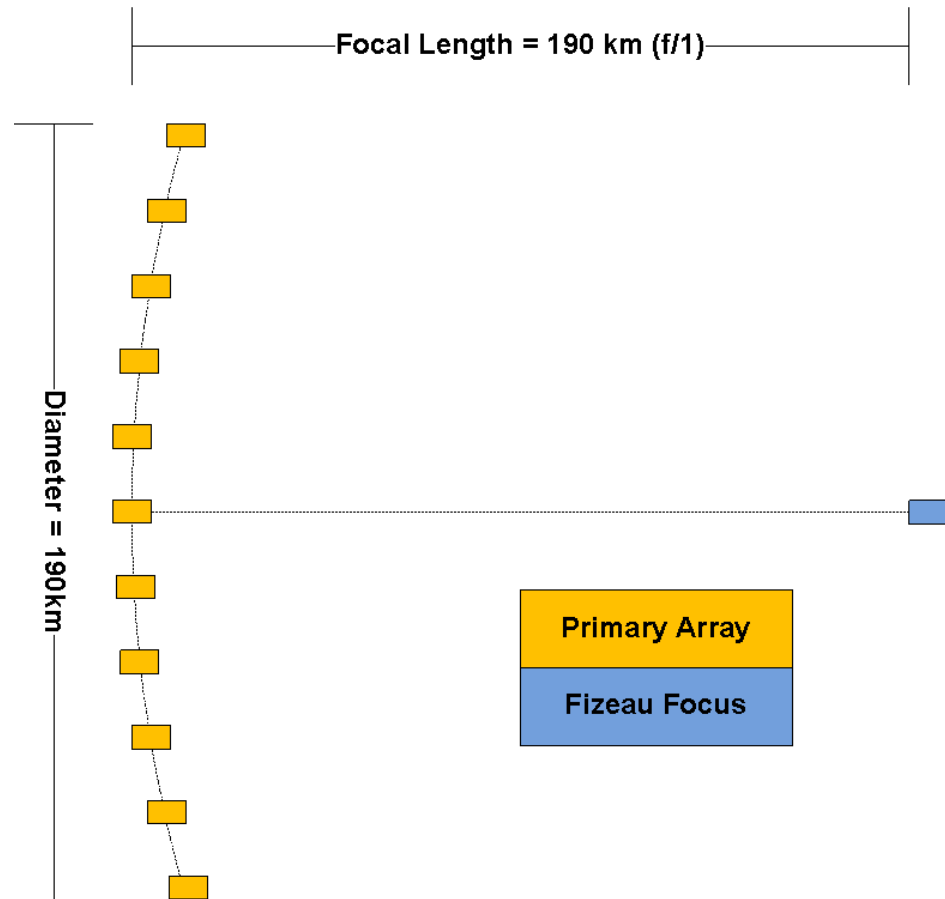 Focal Length = 190 km (f/1)
Diameter = 190km
Primary Array
Fizeau Focus